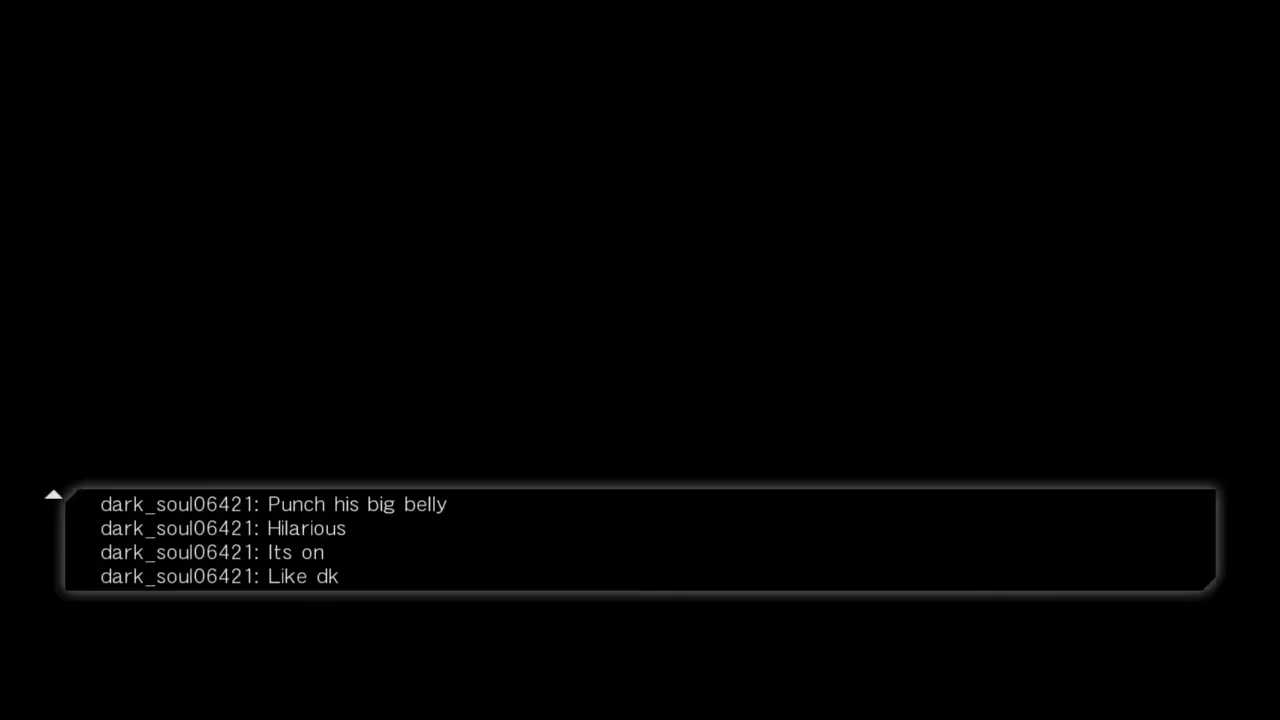 dark_soul06421: Punch his big belly
dark_soul06421: Hilarious
dark_soul06421: Its on
dark_soul06421: Like dk